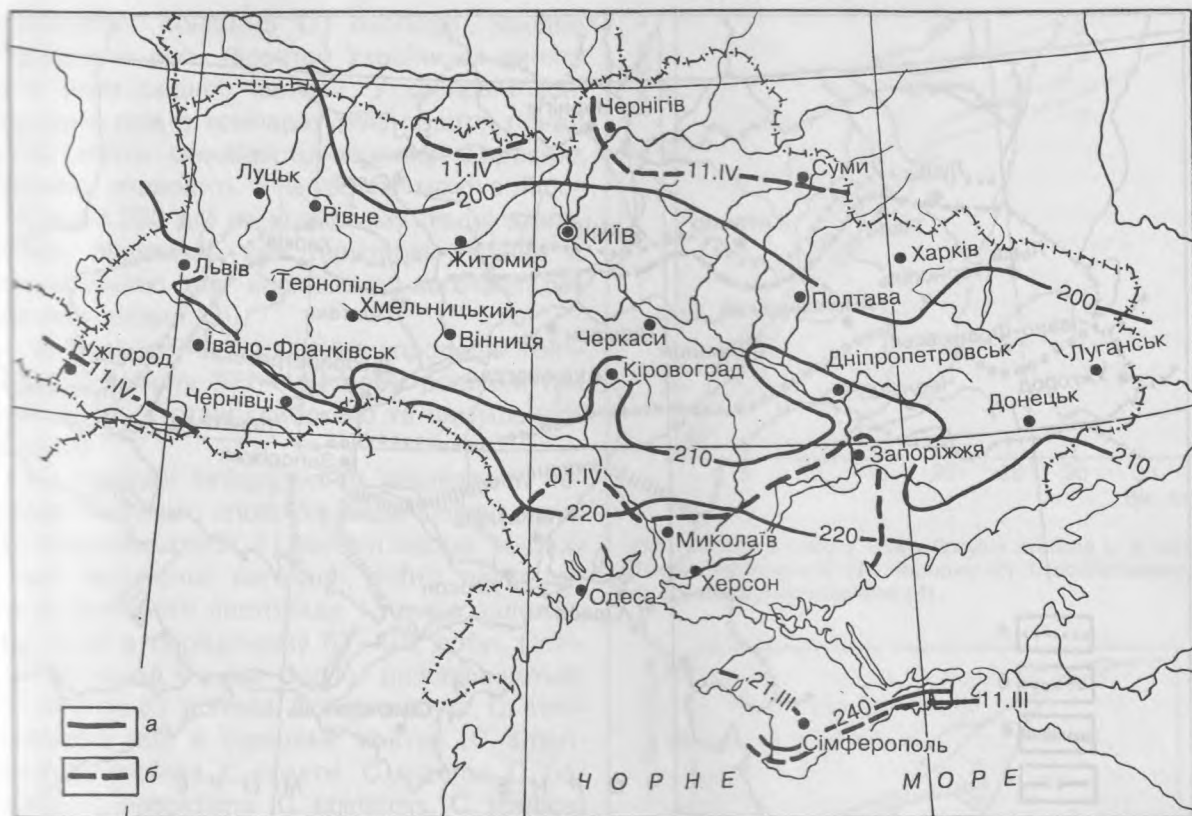 Чернігів
11.IV
11.IV
Суми
Луцьк
200
Рівне
КИЇВ
Житомир
Харків
Львів
Тернопіль
Полтава
200
Хмельницький
Вінниця
Черкаси
Івано-Франківськ
Ужгород
Кіровоград
Дніпропетровськ
Луганськ
11.IV
Чернівці
Донецьк
210
Запоріжжя
210
01.IV
220
220
Миколаїв
Херсон
Одеса
21.III
240
11.III
Сімферополь
а
б
ЧОРНЕ МОРЕ